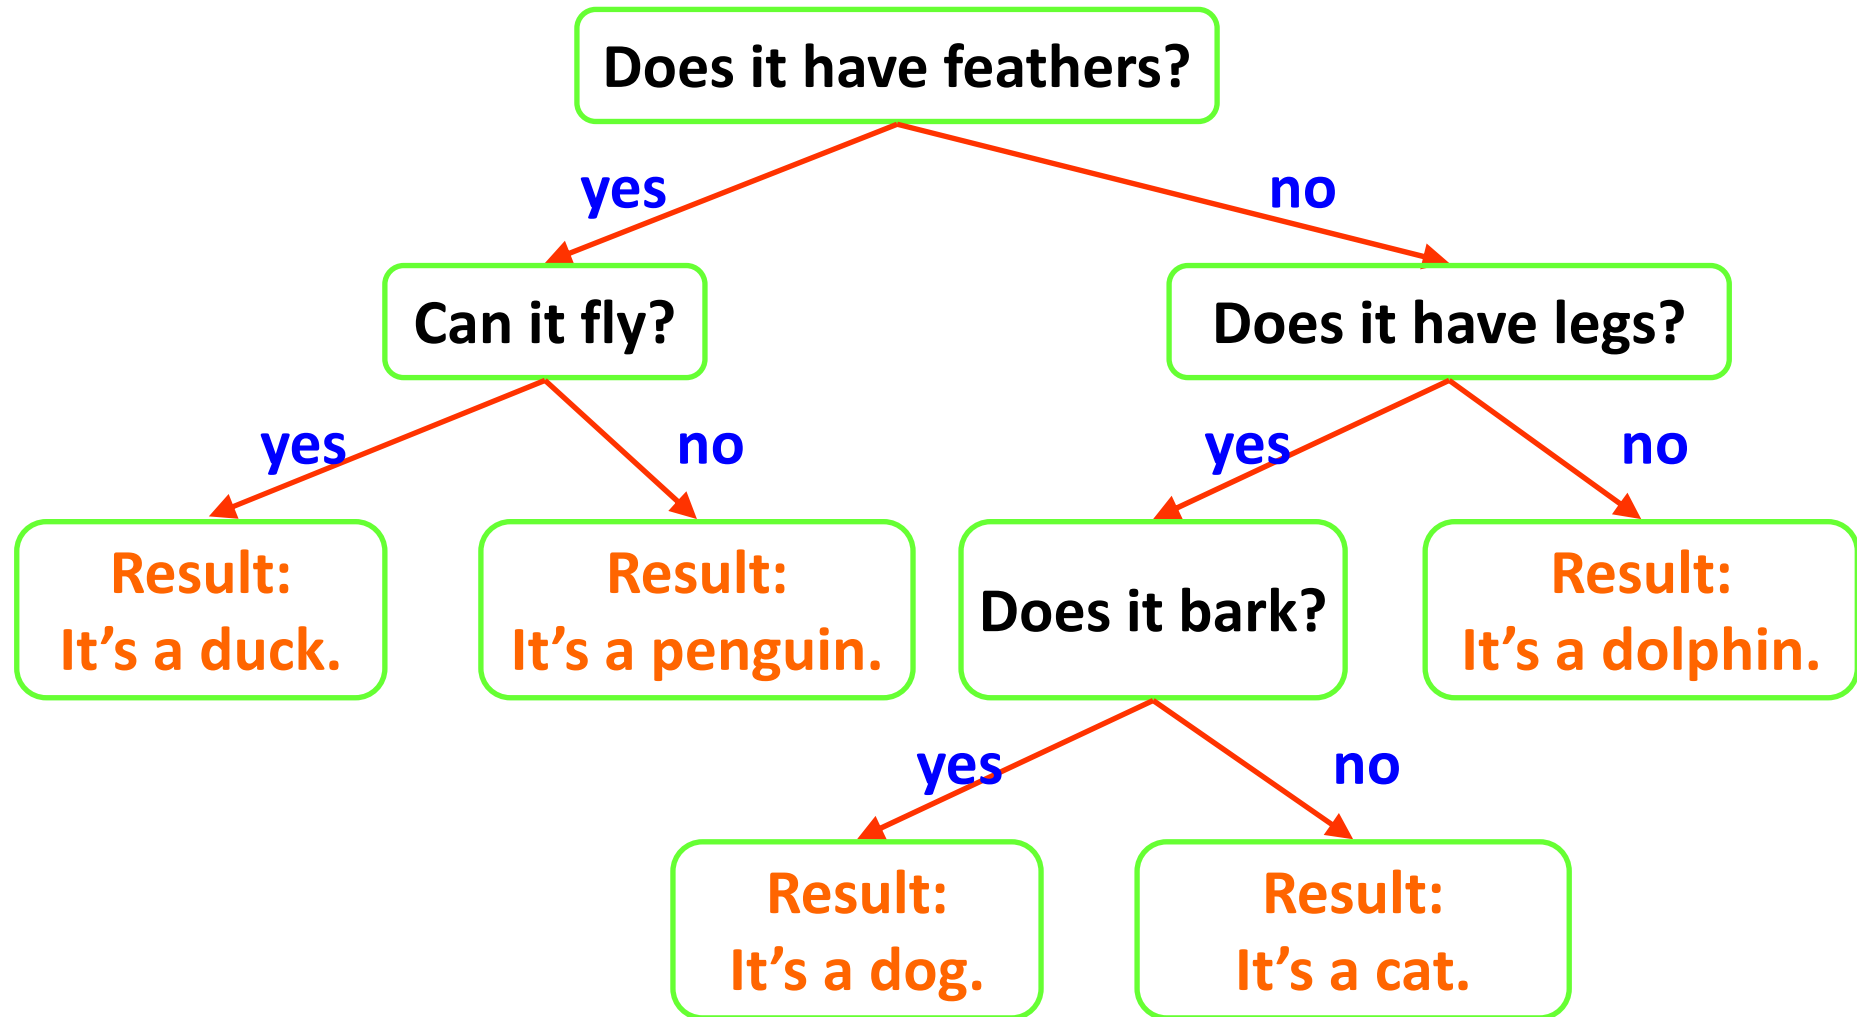 Does it have feathers?
yes
no
Can it fly?
Does it have legs?
yes
no
yes
no
Result:
It’s a duck.
Result:
It’s a penguin.
Does it bark?
Result:
It’s a dolphin.
yes
no
Result:
It’s a dog.
Result:
It’s a cat.